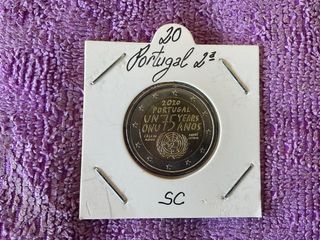 20
Portugal 2ª
2020
PORTUGAL
UN 75 YEARS
ONU 75 ANOS
SC